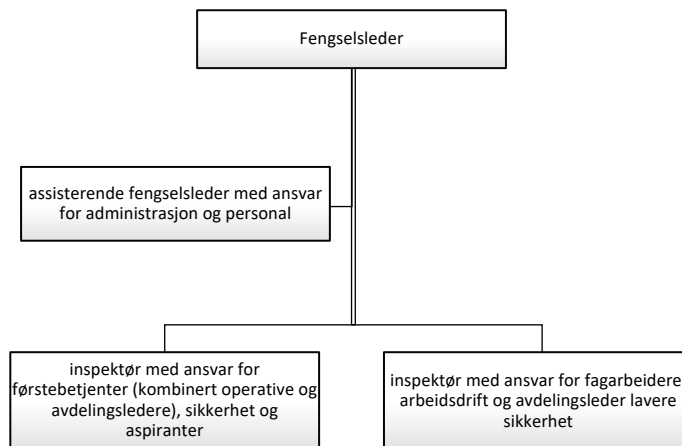 Fengselsleder
assisterende fengselsleder med ansvar
for administrasjon og personal
inspektør med ansvar for
førstebetjenter (kombinert operative og
avdelingsledere), sikkerhet og
aspiranter
inspektør med ansvar for fagarbeidere
arbeidsdrift og avdelingsleder lavere
sikkerhet